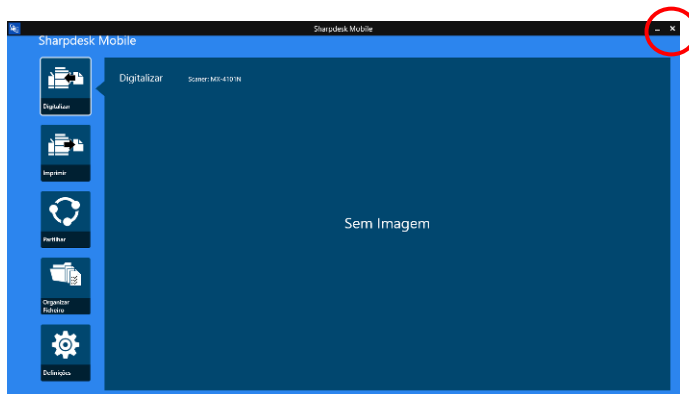 Sharpdesk Mobile
Sharpdesk Mobile
Digitalizar
Scanner: MX-4101N
Digitalizar
Imprimir
Sem Imagem
Partilhar
Organizar
Ficheiro
Definições